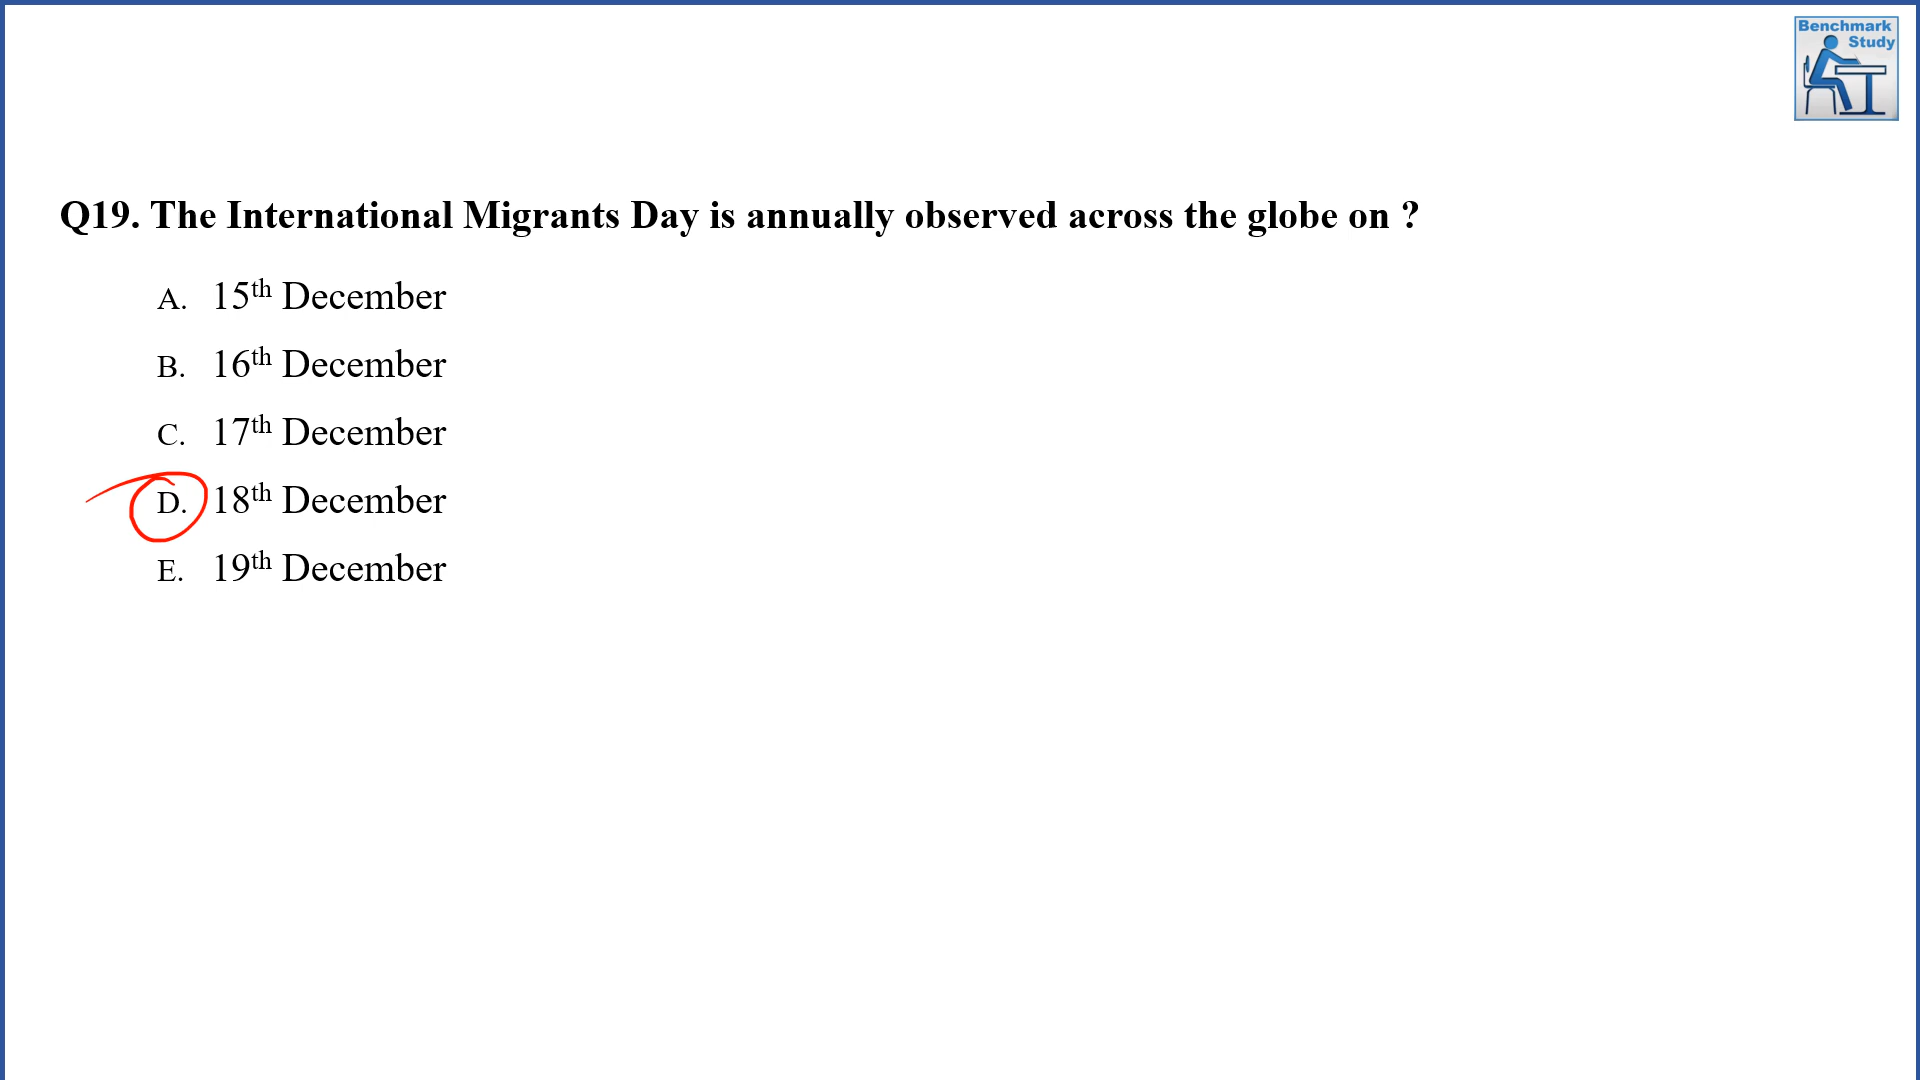 Benchmark
Study
Q19. The International Migrants Day is annually observed across the globe on ?
A. 15th December
B. 16th December
C. 17th December
D. 18th December
E. 19th December